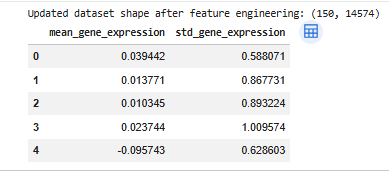 Updated dataset shape after feature engineering: (150, 14574)
mean_gene_expression std_gene_expression
0 0.039442 0.588071
1 0.013771 0.867731
2 0.010345 0.893224
3 0.023744 1.009574
4 -0.095743 0.628603